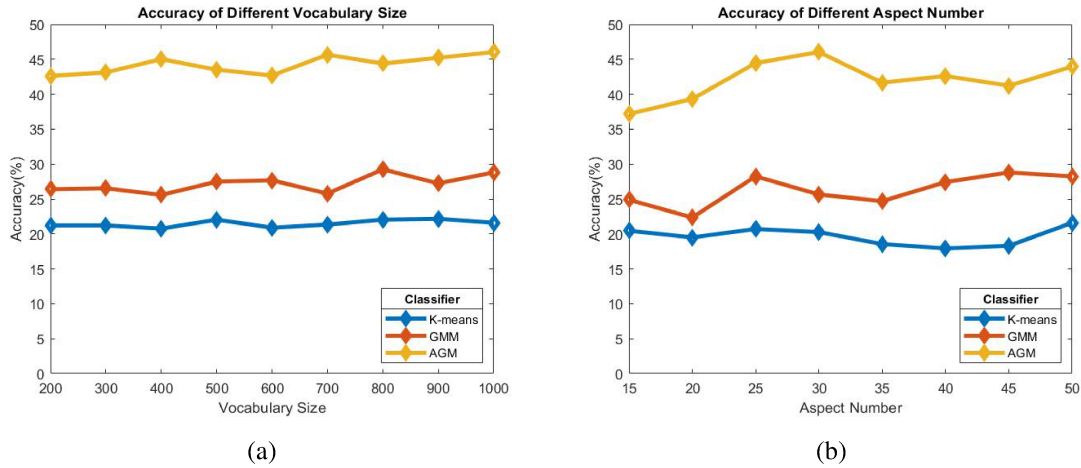 Accuracy of Different Vocabulary Size
50
45
40
35
30
25
20
15
10
5
0
Accuracy(%)
200 300 400 500 600 700 800 900 1000
Vocabulary Size
Classifier
K-means
GMM
AGM
(a)
Accuracy of Different Aspect Number
50
45
40
35
30
25
20
15
10
5
0
Accuracy(%)
15 20 25 30 35 40 45 50
Aspect Number
Classifier
K-means
GMM
AGM
(b)